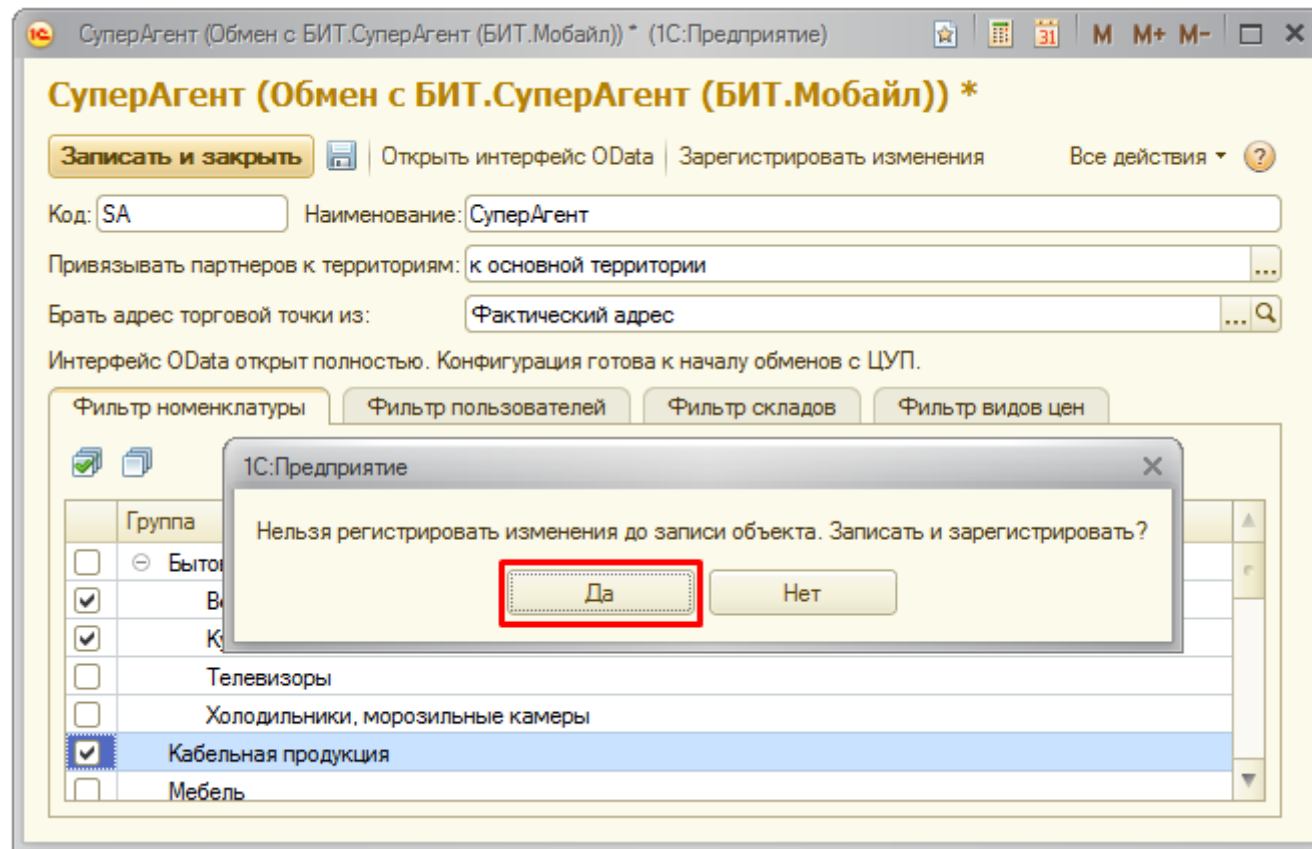 СуперАгент (Обмен с БИТ.СуперАгент (БИТ.Мобайл)) * (1С:Предприятие) M M+ M-
СуперАгент (Обмен с БИТ.СуперАгент (БИТ.Мобайл)) *
Записать и закрыть Открыть интерфейс OData Зарегистрировать изменения Все действия ?
Код: SA Наименование: СуперАгент
Привязывать партнеров к территориям: к основной территории ...
Брать адрес торговой точки из: Фактический адрес ...
Интерфейс OData открыт полностью. Конфигурация готова к началу обменов с ЦУП.
Фильтр номенклатуры Фильтр пользователей Фильтр складов Фильтр видов цен
1С:Предприятие
Группа
Нельзя регистрировать изменения до записи объекта. Записать и зарегистрировать?
Да Нет
Телевизоры
Холодильники, морозильные камеры
Кабельная продукция
Мебель